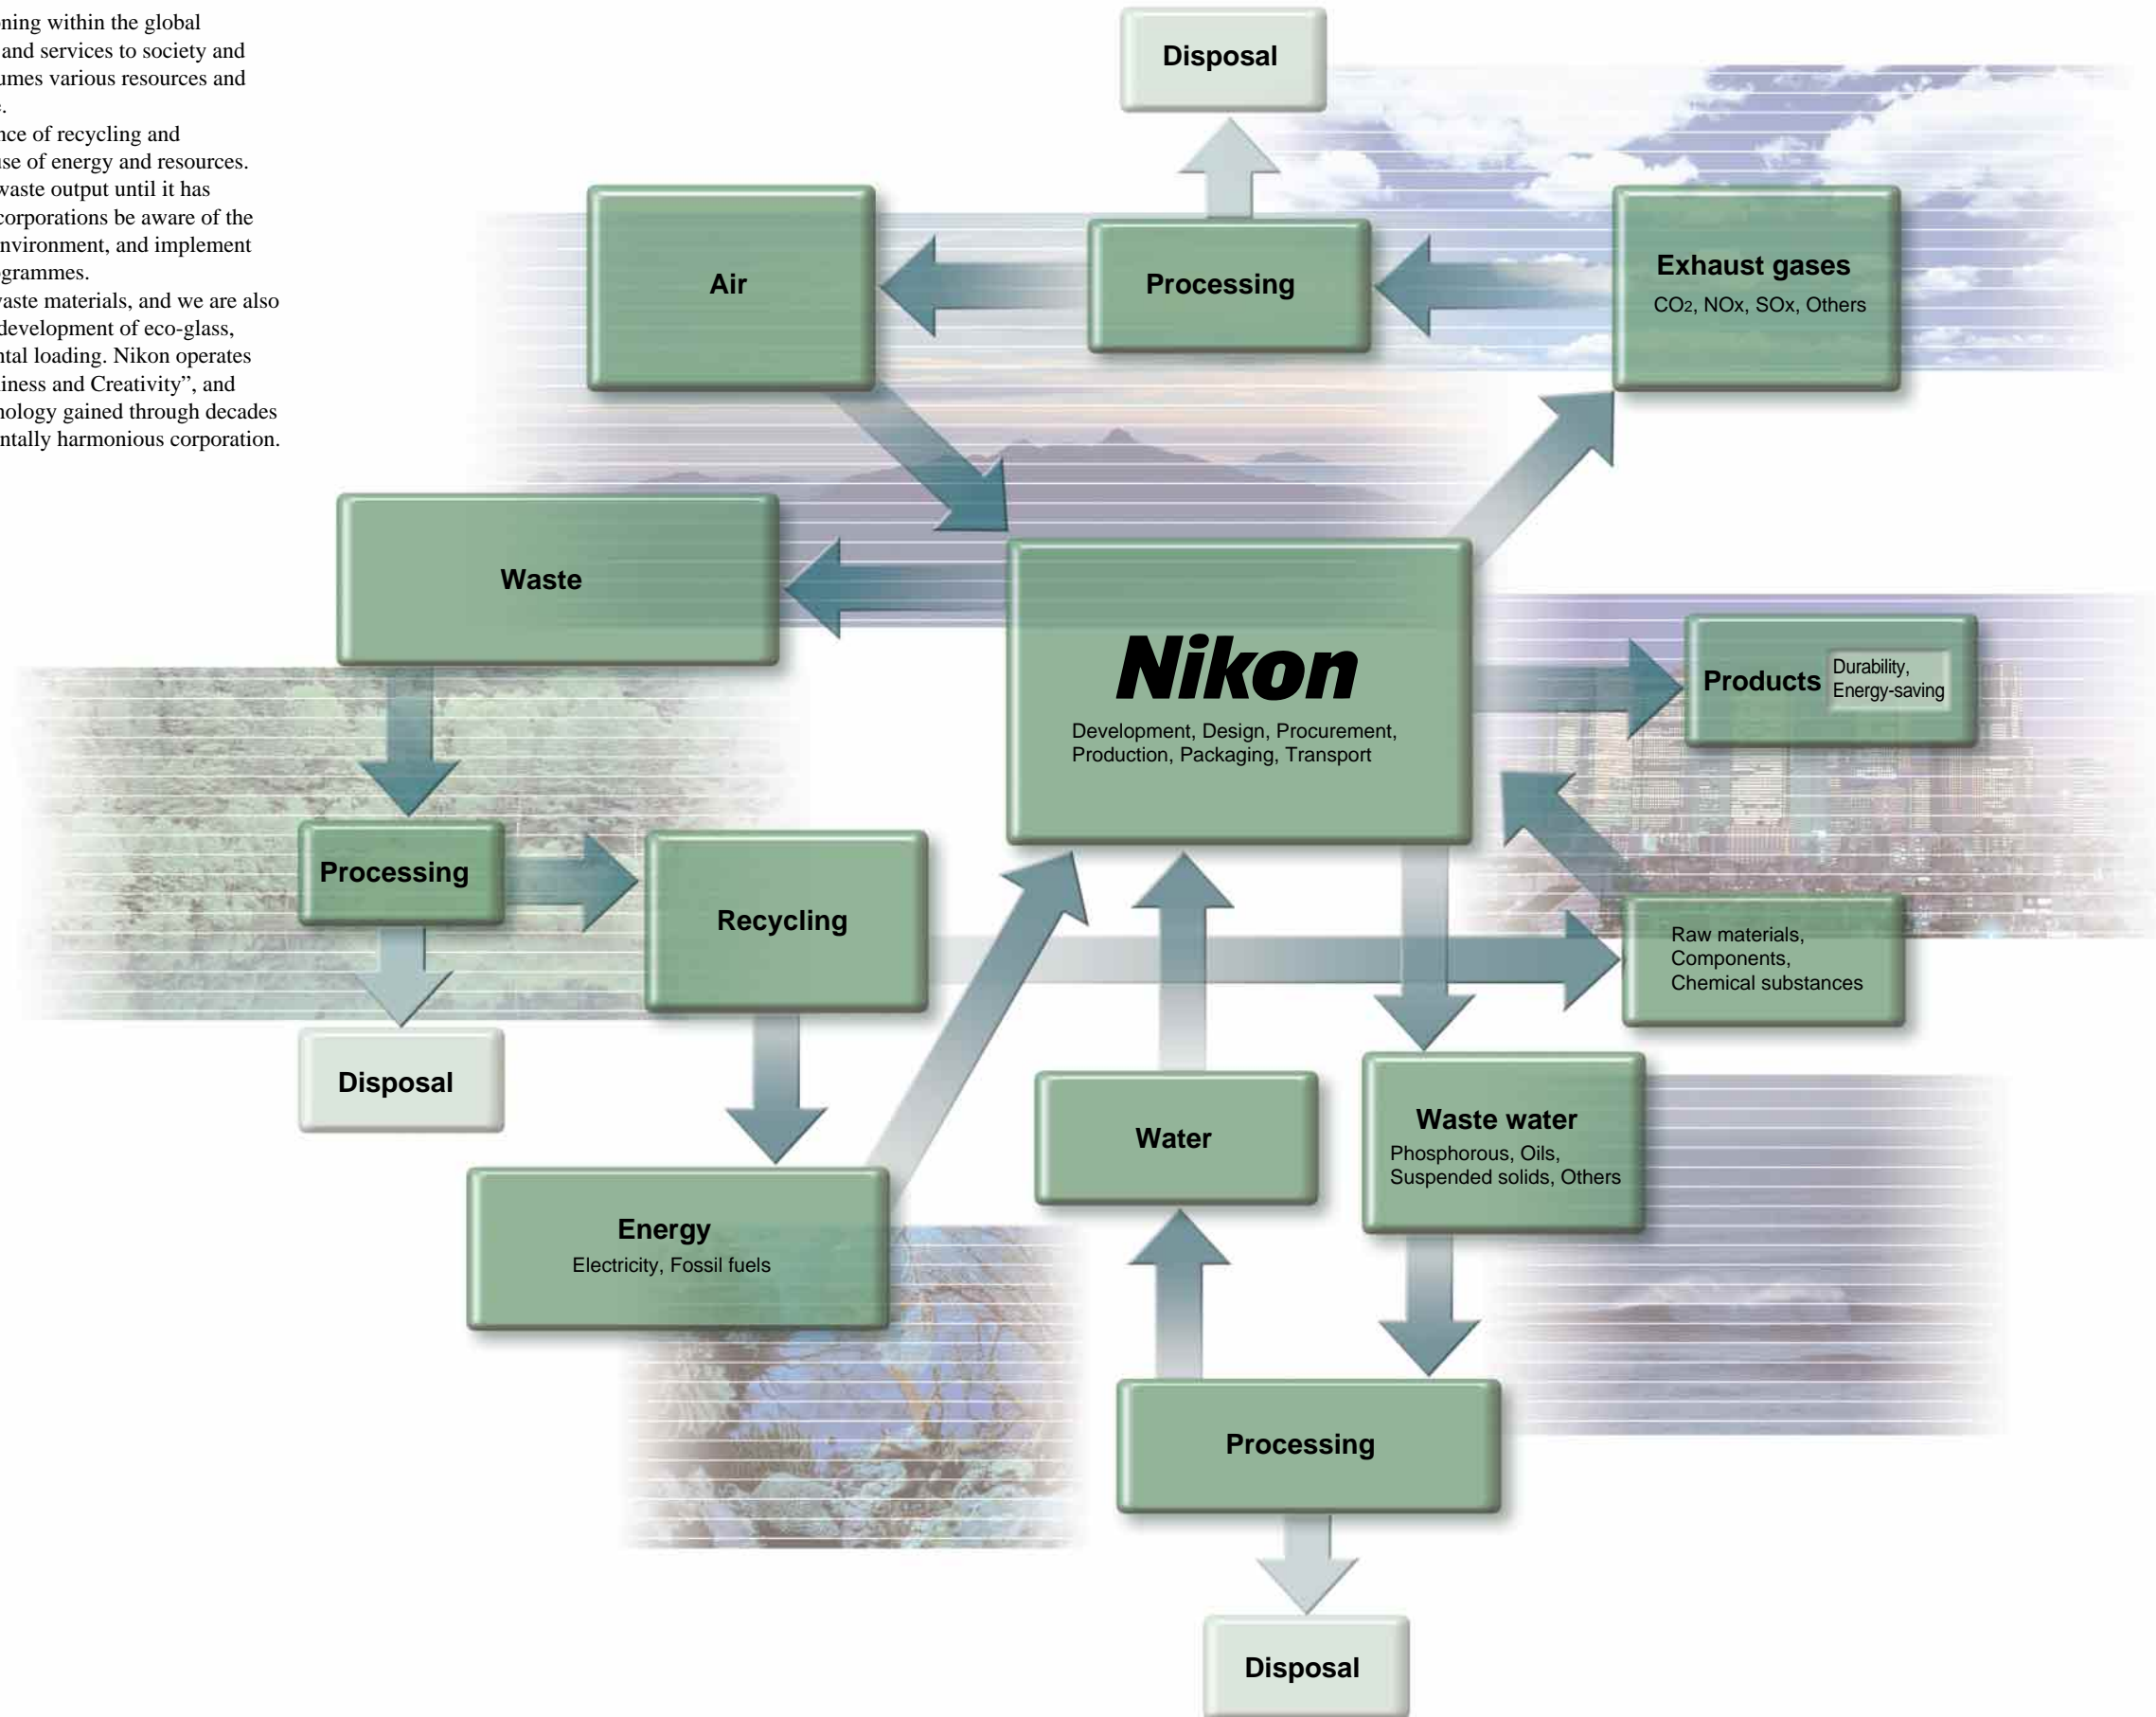 oning within the global
and services to society and
umes various resources and
e.
nce of recycling and
use of energy and resources.
waste output until it has
corporations be aware of the
nvironment, and implement
ogrammes.
waste materials, and we are also
development of eco-glass,
ntal loading. Nikon operates
liness and Creativity”, and
nology gained through decades
ntally harmonious corporation.
Disposal
Air
Processing
Exhaust gases
CO2, NOx, SOx, Others
Waste
Nikon
Development, Design, Procurement,
Production, Packaging, Transport
Products
Durability,
Energy-saving
Processing
Recycling
Raw materials,
Components,
Chemical substances
Disposal
Water
Waste water
Phosphorous, Oils,
Suspended solids, Others
Energy
Electricity, Fossil fuels
Processing
Disposal